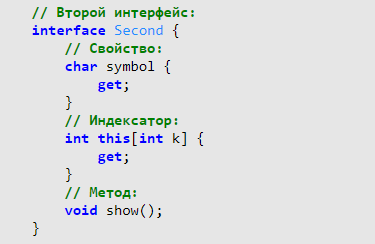 // Второй интерфейс:
interface Second {
// Свойство:
char symbol {
get;
}
// Индексатор:
int this[int k] {
get;
}
// Метод:
void show();
}